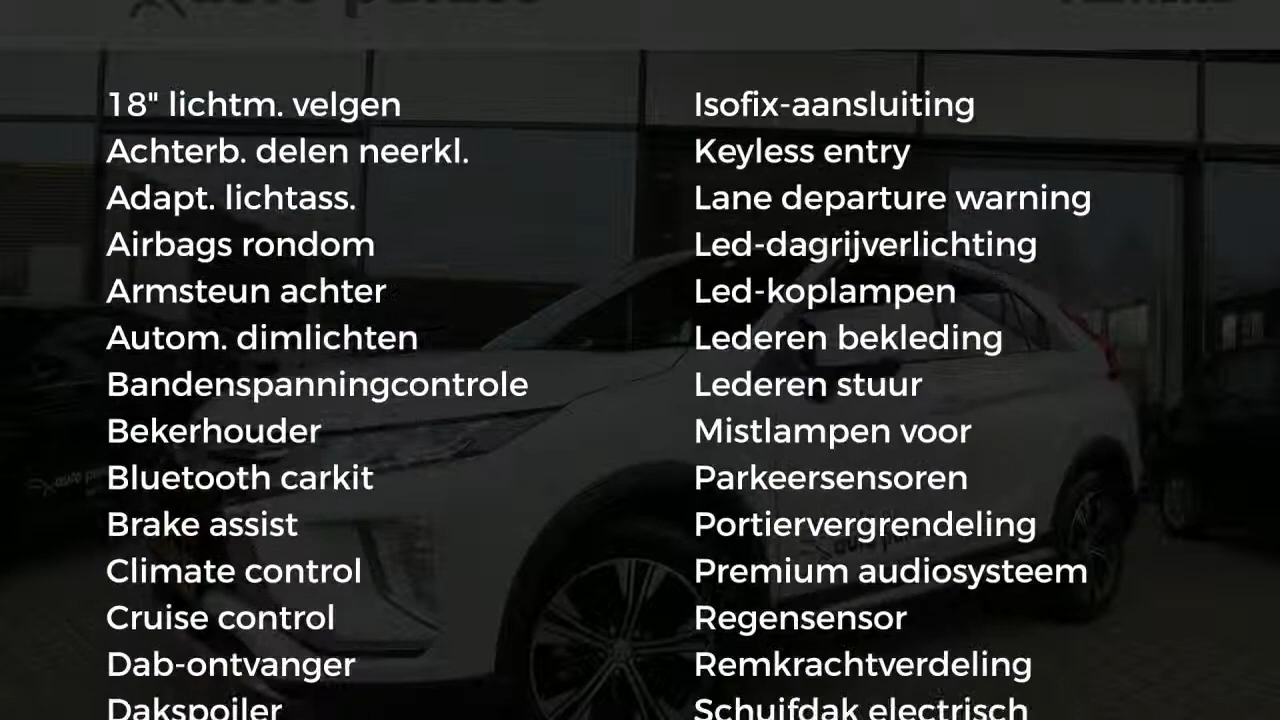 18" lichtm. velgen
Achterb. delen neerkl.
Adapt. lichtass.
Airbags rondom
Armsteun achter
Autom. dimlichten
Bandenspanningcontrole
Bekerhouder
Bluetooth carkit
Brake assist
Climate control
Cruise control
Dab-ontvanger
Dakspoiler
Isofix-aansluiting
Keyless entry
Lane departure warning
Led-dagrijverlichting
Led-koplampen
Lederen bekleding
Lederen stuur
Mistlampen voor
Parkeersensoren
Portiervergrendeling
Premium audiosysteem
Regensensor
Remkrachtverdeling
Schuifdak electrisch